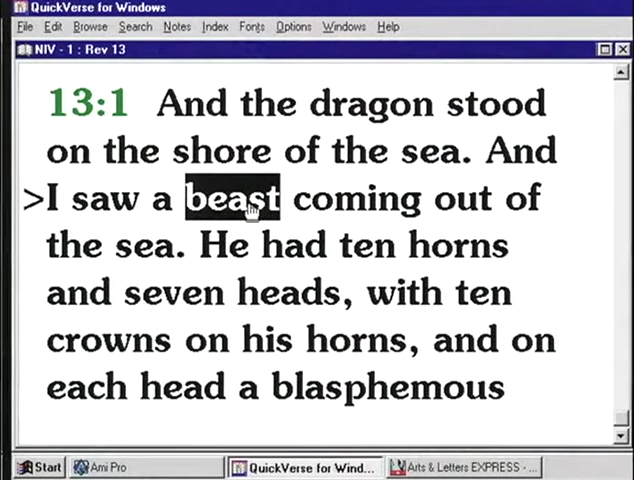 QuickVerse for Windows
File Edit Browse Search Notes Index Fonts Options Windows Help
NIV - 1 : Rev 13
13:1 And the dragon stood
on the shore of the sea. And
>I saw a beast coming out of
the sea. He had ten horns
and seven heads, with ten
crowns on his horns, and on
each head a blasphemous
Start Ami Pro QuickVerse for Wind... Arts & Letters EXPRESS - ...